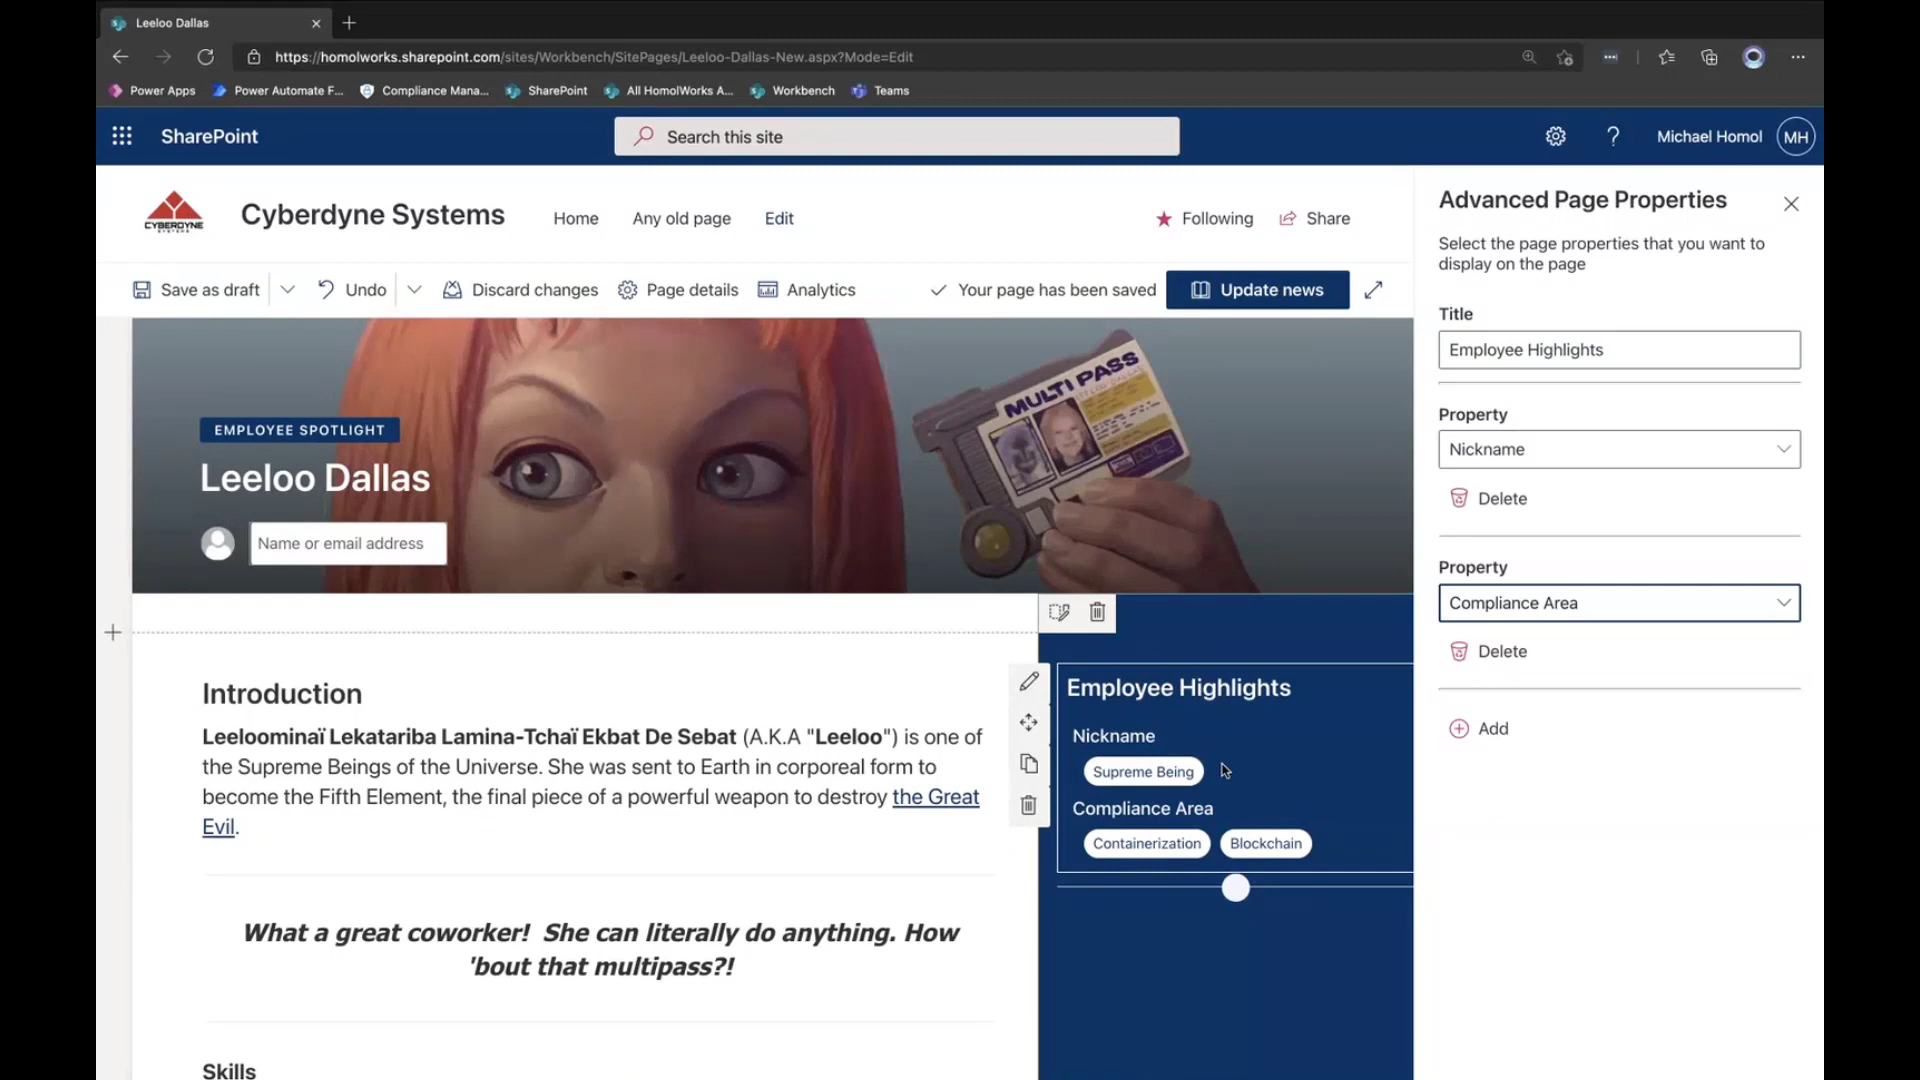 Leeloo Dallas
https://homolworks.sharepoint.com/sites/Workbench/SitePages/Leeloo-Dallas-New.aspx?Mode=Edit
Power Apps Power Automate F... Compliance Mana... SharePoint All HomolWorks A... Workbench Teams
SharePoint
Search this site
Michael Homol MH
CYBERDYNE
SYSTEMS
Cyberdyne Systems
Home Any old page Edit
Following Share
Save as draft Undo Discard changes Page details Analytics
Your page has been saved Update news
MULTI PASS
EMPLOYEE SPOTLIGHT
Leeloo Dallas
Name or email address
Introduction
Leeloominaï Lekatariba Lamina-Tchaï Ekbat De Sebat (A.K.A "Leeloo") is one of
the Supreme Beings of the Universe. She was sent to Earth in corporeal form to
become the Fifth Element, the final piece of a powerful weapon to destroy the Great
Evil.
What a great coworker! She can literally do anything. How
'bout that multipass?!
Skills
Employee Highlights
Nickname
Supreme Being
Compliance Area
Containerization Blockchain
Advanced Page Properties
Select the page properties that you want to
display on the page
Title
Employee Highlights
Property
Nickname
Delete
Property
Compliance Area
Delete
Add